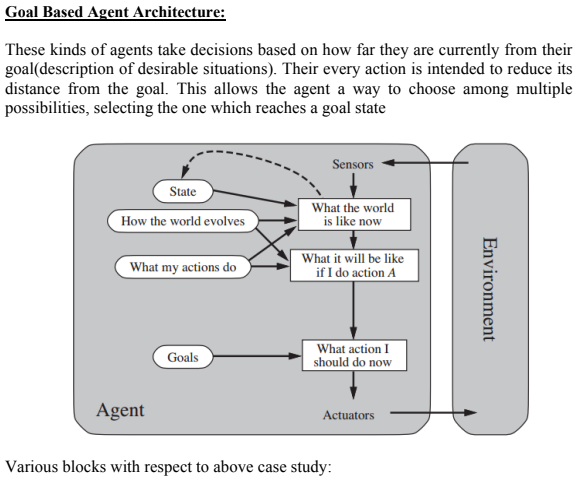 Goal Based Agent Architecture:
These kinds of agents take decisions based on how far they are currently from their
goal(description of desirable situations). Their every action is intended to reduce its
distance from the goal. This allows the agent a way to choose among multiple
possibilities, selecting the one which reaches a goal state
Sensors
State
What the world
is like now
How the world evolves
What it will be like
if I do action A
What my actions do
Environment
What action I
should do now
Goals
Agent
Actuators
Various blocks with respect to above case study: